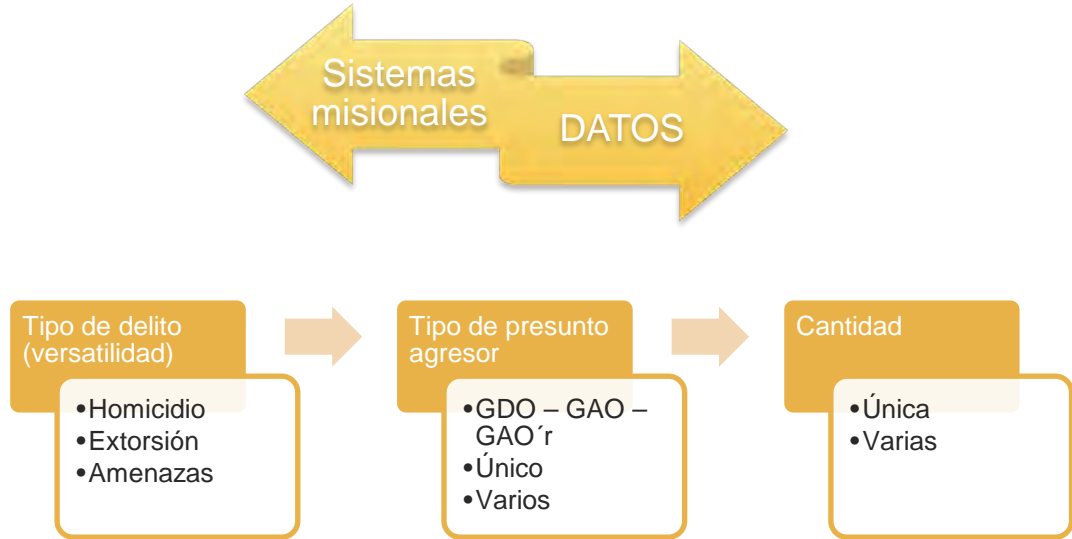 Sistemas
misionales
DATOS
Tipo de delito
(versatilidad)
•Homicidio
•Extorsión
•Amenazas
Tipo de presunto
agresor
•GDO – GAO –
GAO´r
•Único
•Varios
Cantidad
•Única
•Varias